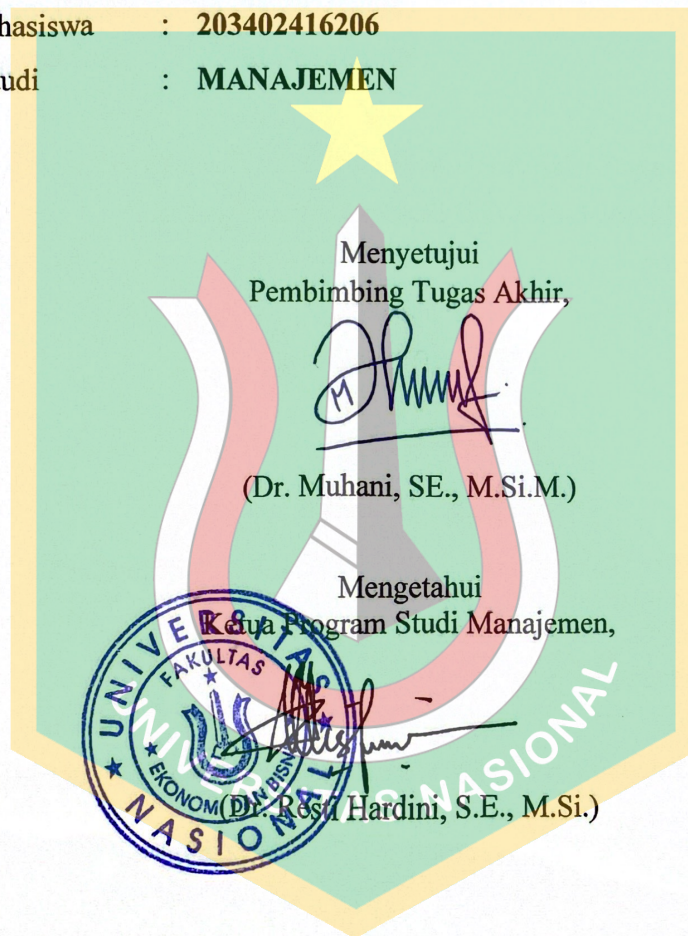 hasiswa : 203402416206
udi : MANAJEMEN
Menyetujui
Pembimbing Tugas Akhir,
M
(Dr. Muhani, SE., M.Si.M.)
Mengetahui
Ketua Program Studi Manajemen,
UNIVERSITAS NASIONAL
FAKULTAS
EKONOMI DAN BISNIS
UNIVERSITAS NASIONAL
(Dr. Resti Hardini, S.E., M.Si.)